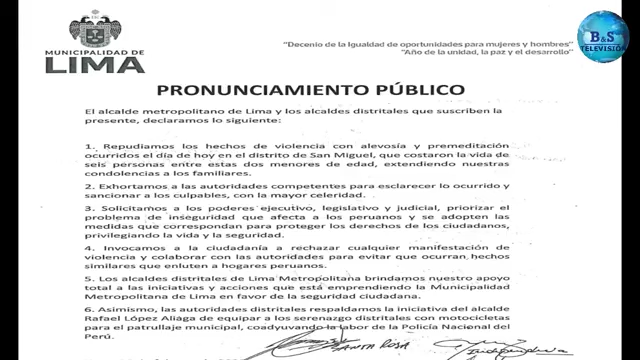 MUNICIPALIDAD DE
LIMA
B&S
TELEVISIÓN
"Decenio de la Igualdad de oportunidades para mujeres y hombres"
"Año de la unidad, la paz y el desarrollo"
PRONUNCIAMIENTO PÚBLICO
El alcalde metropolitano de Lima y los alcaldes distritales que suscriben la
presente, declaramos lo siguiente:
1. Repudiamos los hechos de violencia con alevosía y premeditación
ocurridos el día de hoy en el distrito de San Miguel, que costaron la vida de
seis personas entre estas dos menores de edad, extendiendo nuestras
condolencias a los familiares.
2. Exhortamos a las autoridades competentes para esclarecer lo ocurrido y
sancionar a los culpables, con la mayor celeridad.
3. Solicitamos a los poderes ejecutivo, legislativo y judicial, priorizar el
problema de inseguridad que afecta a los peruanos y se adopten las
medidas que correspondan para proteger los derechos de los ciudadanos,
privilegiando la vida y la seguridad.
4. Invocamos a la ciudadanía a rechazar cualquier manifestación de
violencia y colaborar con las autoridades para evitar que ocurran hechos
similares que enluten a hogares peruanos.
5. Los alcaldes distritales de Lima Metropolitana brindamos nuestro apoyo
total a las iniciativas y acciones que está emprendiendo la Municipalidad
Metropolitana de Lima en favor de la seguridad ciudadana.
6. Asimismo, las autoridades distritales respaldamos la iniciativa del alcalde
Rafael López Aliaga de equipar a los serenazgo distritales con motocicletas
para el patrullaje municipal, coadyuvando la labor de la Policía Nacional del
Perú.
SANTA ROSA
Independencia